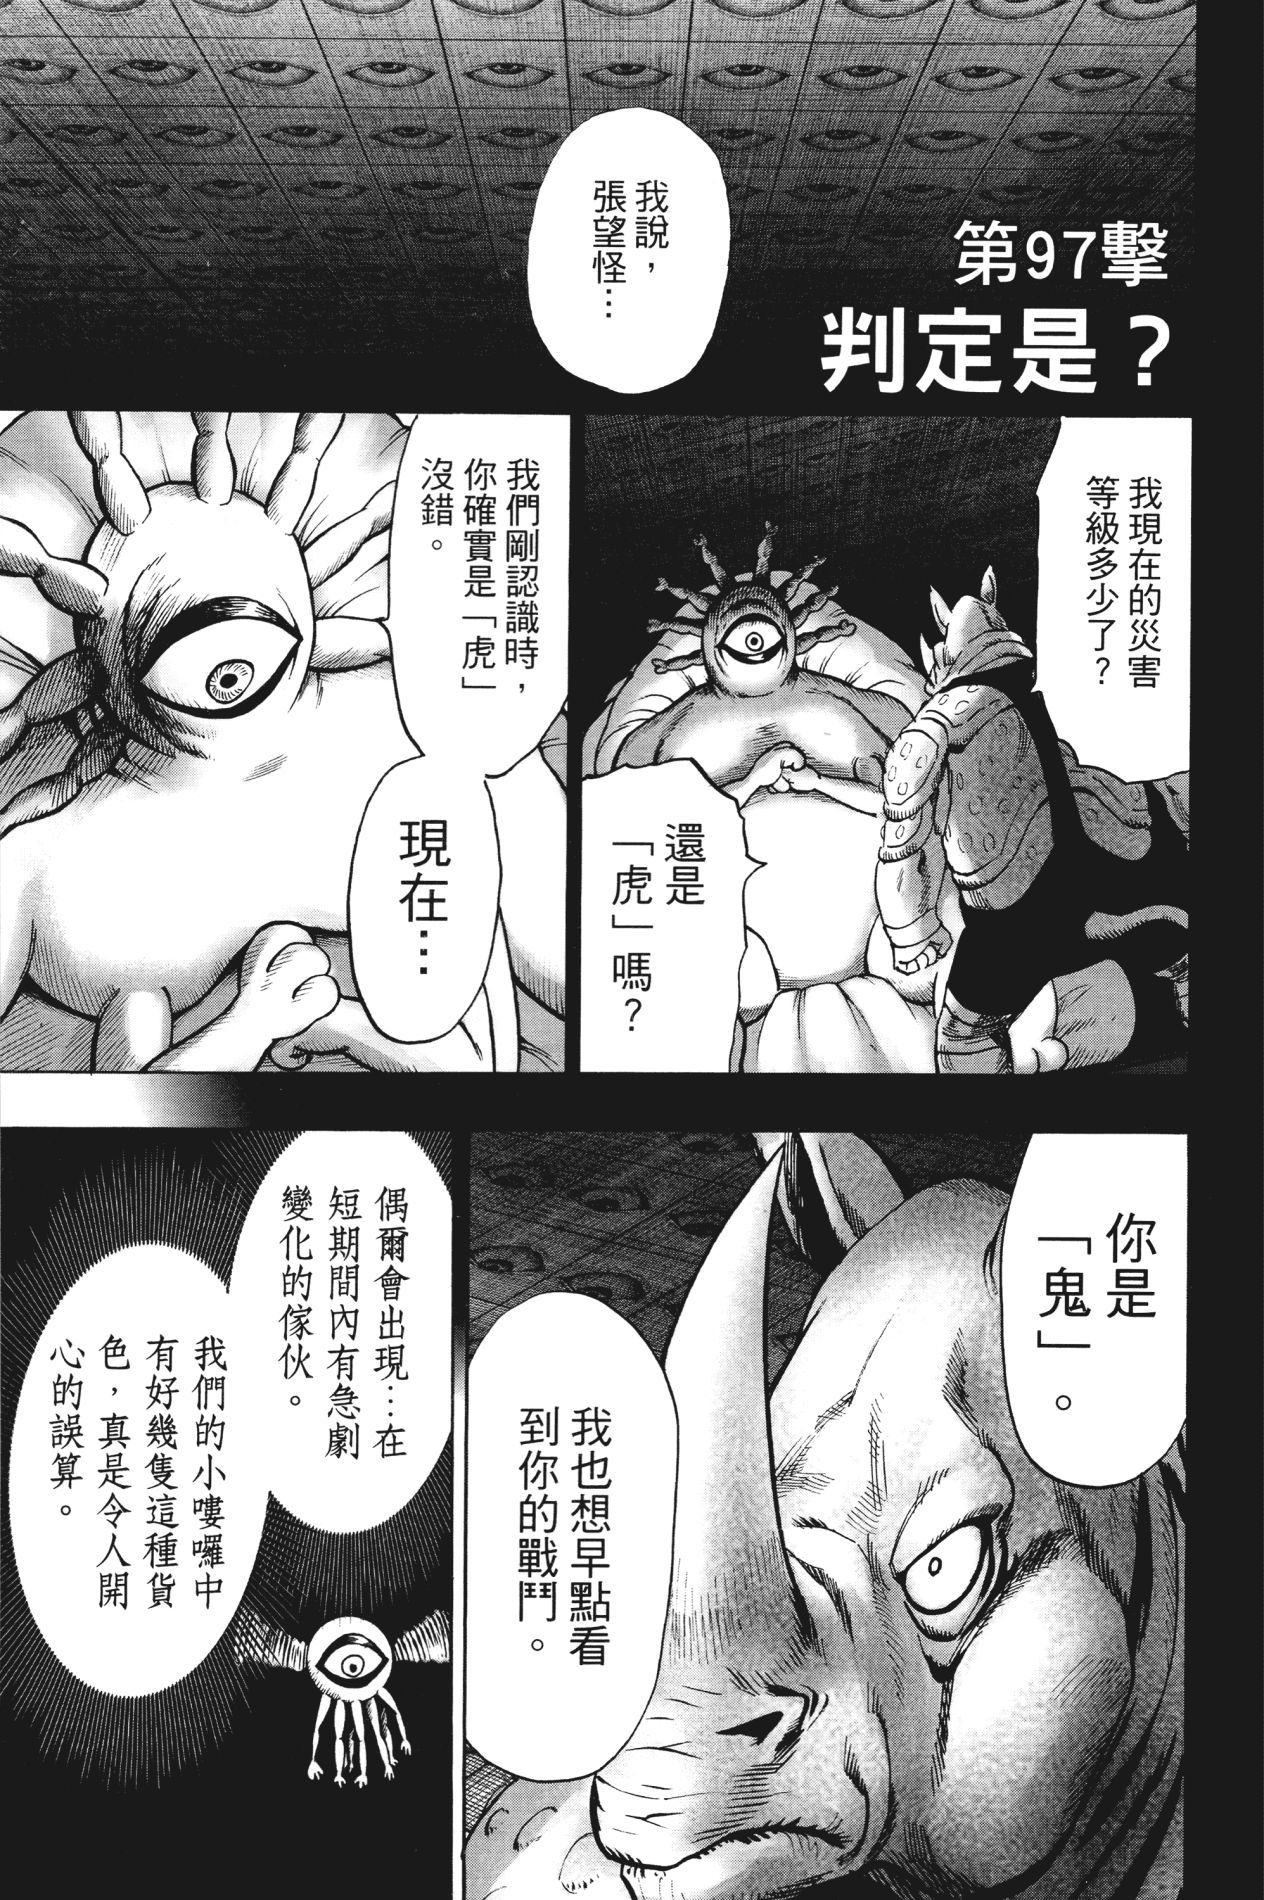 第97擊
判定是？
我說，
張望怪…
我現在的災害
等級多少了？
還是
「虎」嗎？
我們剛認識時，
你確實是「虎」
沒錯。
現在…
你是
「鬼」。
我也想早點看
到你的戰鬥。
偶爾會出現…在
短期間內有急劇
變化的傢伙。
我們的小嘍囉中
有好幾隻這種貨
色，真是令人開
心的誤算。